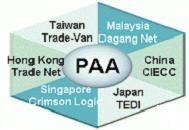 Taiwan
Trade-Van
Malaysia
Dagang Net
Hong Kong
Trade Net
PAA
China
CIECC
Singapore
Crimson Logic
Japan
TEDI